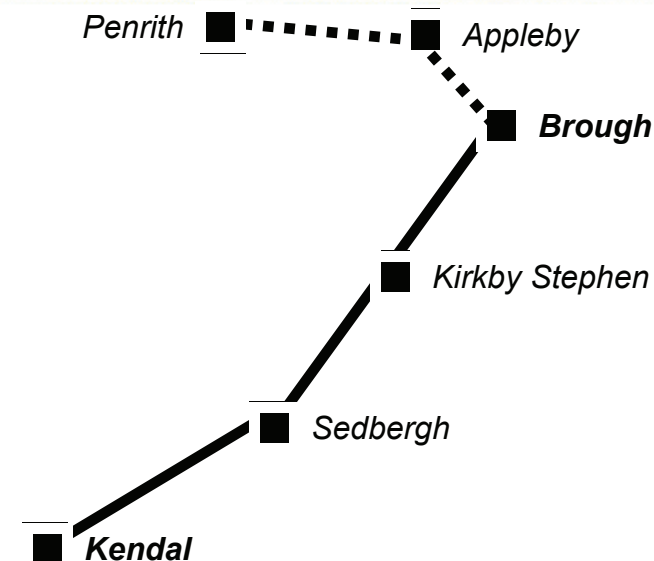 Penrith
Appleby
Brough
Kirkby Stephen
Sedbergh
Kendal